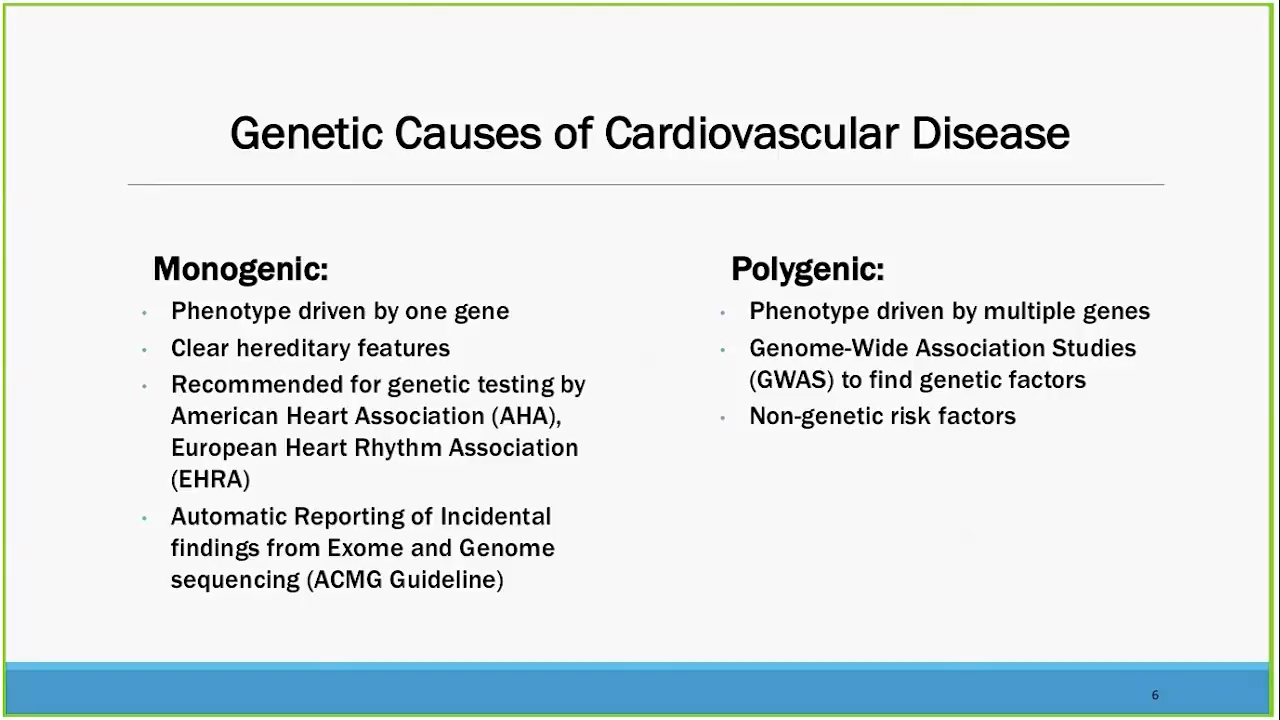 Genetic Causes of Cardiovascular Disease
Monogenic:
• Phenotype driven by one gene
• Clear hereditary features
• Recommended for genetic testing by
American Heart Association (AHA),
European Heart Rhythm Association
(EHRA)
• Automatic Reporting of Incidental
findings from Exome and Genome
sequencing (ACMG Guideline)
Polygenic:
• Phenotype driven by multiple genes
• Genome-Wide Association Studies
(GWAS) to find genetic factors
• Non-genetic risk factors
6